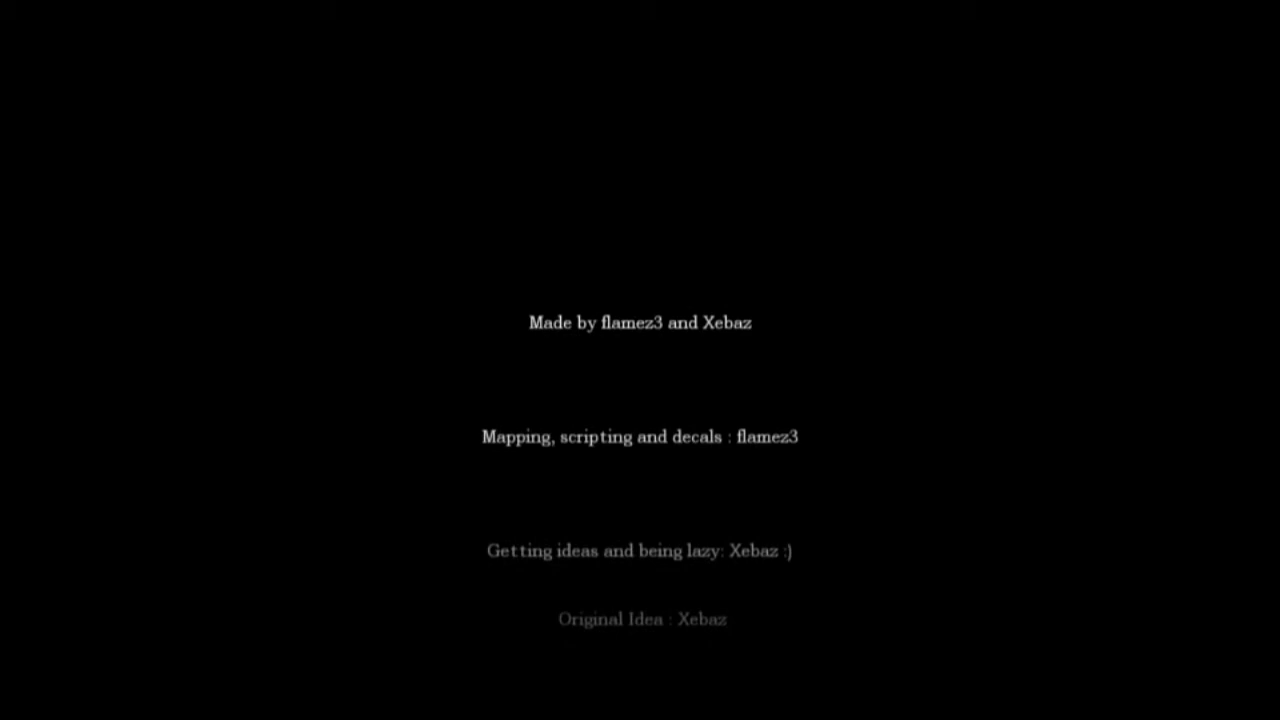 Made by flamez3 and Xebaz
Mapping, scripting and decals : flamez3
Getting ideas and being lazy: Xebaz :)
Original Idea : Xebaz